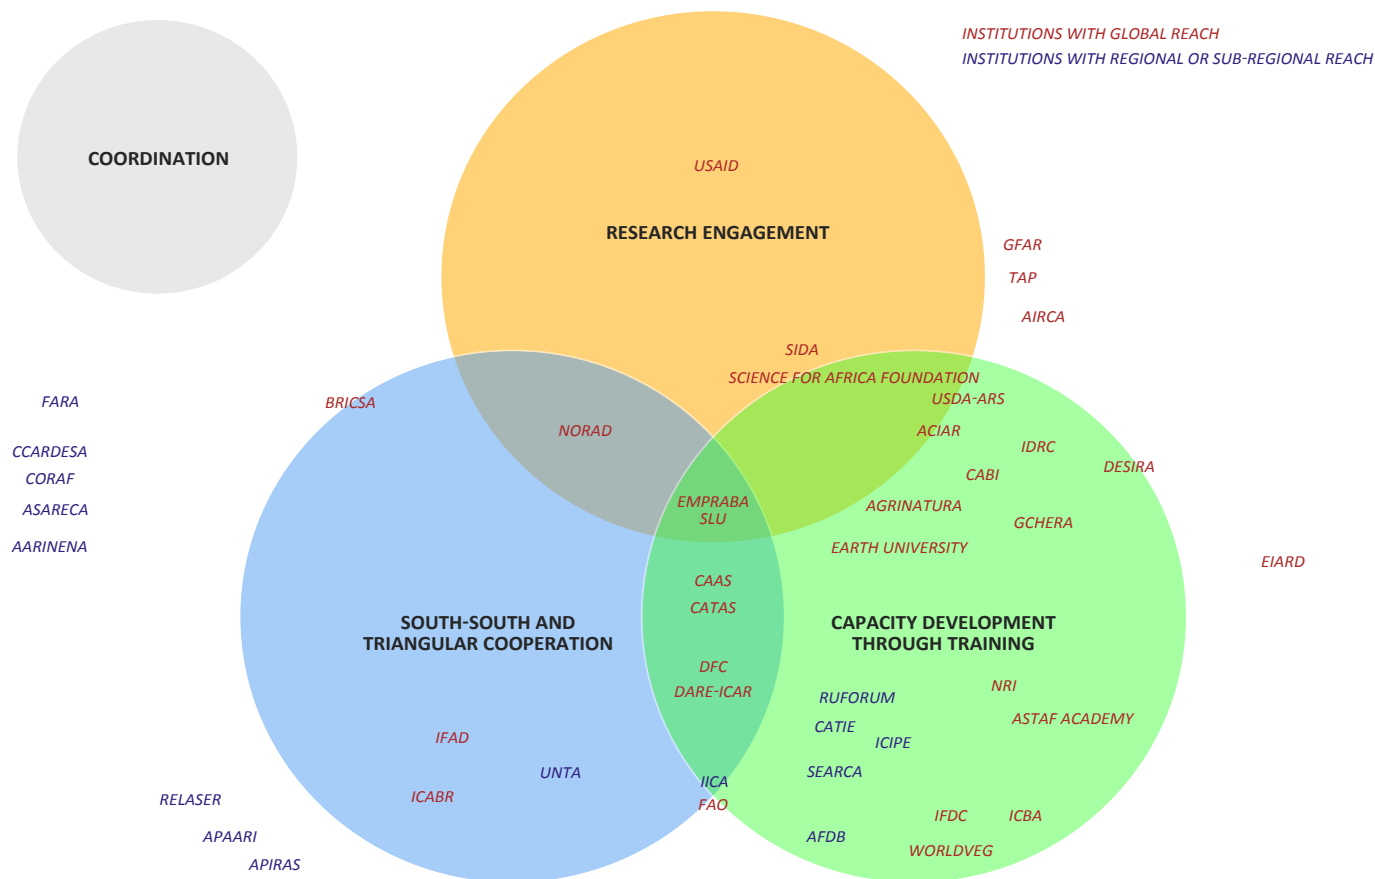 INSTITUTIONS WITH GLOBAL REACH
INSTITUTIONS WITH REGIONAL OR SUB-REGIONAL REACH
COORDINATION
USAID
RESEARCH ENGAGEMENT
GFAR
TAP
AIRCA
SIDA
SCIENCE FOR AFRICA FOUNDATION
FARA
BRICSA
USDA-ARS
NORAD
ACIAR
IDRC
CCARDESA
DESIRA
CORAF
CABI
EMPRABA
SLU
AGRINATURA
ASARECA
GCHERA
AARINENA
EARTH UNIVERSITY
EIARD
CAAS
CATAS
SOUTH-SOUTH AND
TRIANGULAR COOPERATION
CAPACITY DEVELOPMENT
THROUGH TRAINING
DFC
DARE-ICAR
NRI
RUFORUM
ASTAF ACADEMY
CATIE
IFAD
ICIPE
UNTA
SEARCA
IICA
RELASER
ICABR
FAO
IFDC
ICBA
APAARI
AFDB
WORLDVEG
APIRAS